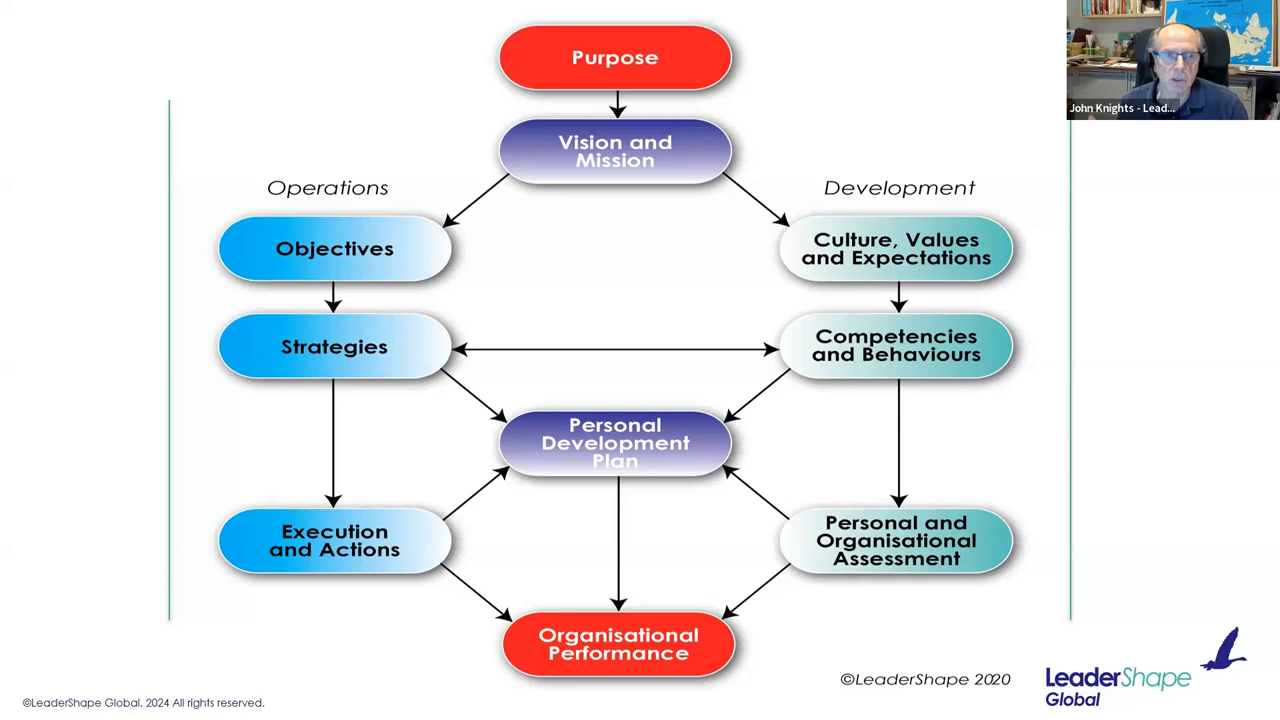 Purpose
John Knights - Lead...
Vision and
Mission
Operations
Development
Objectives
Culture, Values
and Expectations
Strategies
Competencies
and Behaviours
Personal
Development
Plan
Execution
and Actions
Personal and
Organisational
Assessment
Organisational
Performance
©LeaderShape 2020
LeaderShape
Global
©LeaderShape Global. 2024 All rights reserved.